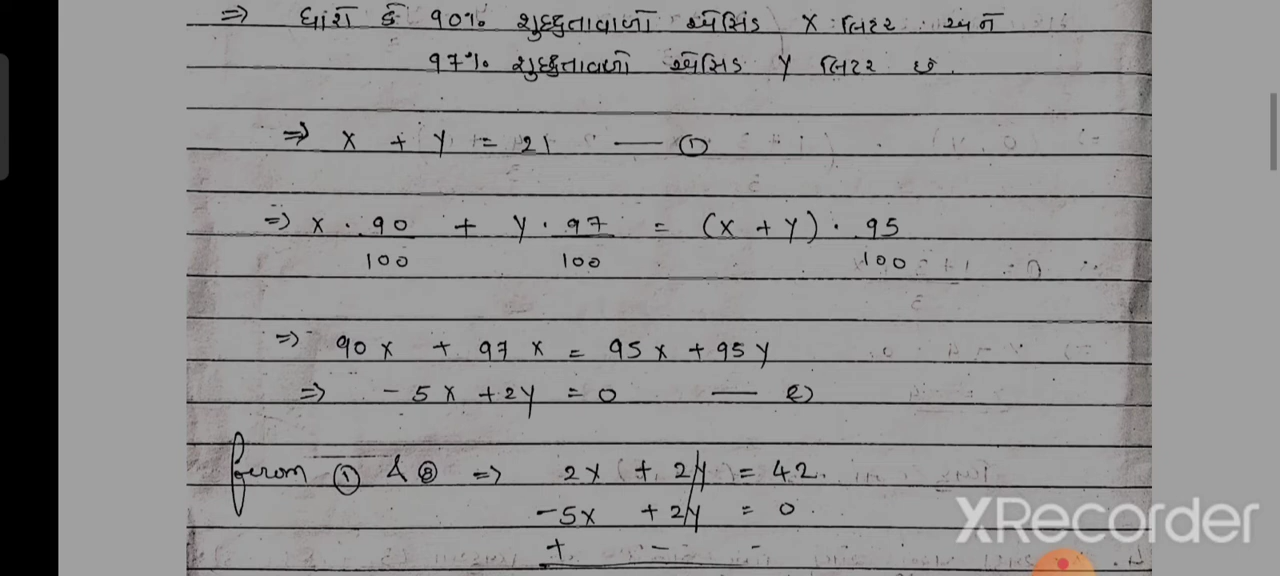 ⇒ ધારો કે 90% શુદ્ધતાવાળો એસિડ X લિટર અને
97% શુદ્ધતાવાળો એસિડ Y લિટર છે.
⇒ X + Y = 21 — ①
⇒ X · 90/100 + Y · 97/100 = (X + Y) · 95/100
⇒ 90X + 97X = 95X + 95Y
⇒ -5X + 2Y = 0 — ②
from ① & ② ⇒ 2X + 2Y = 42.
-5X + 2Y = 0.
+ - -
XRecorder